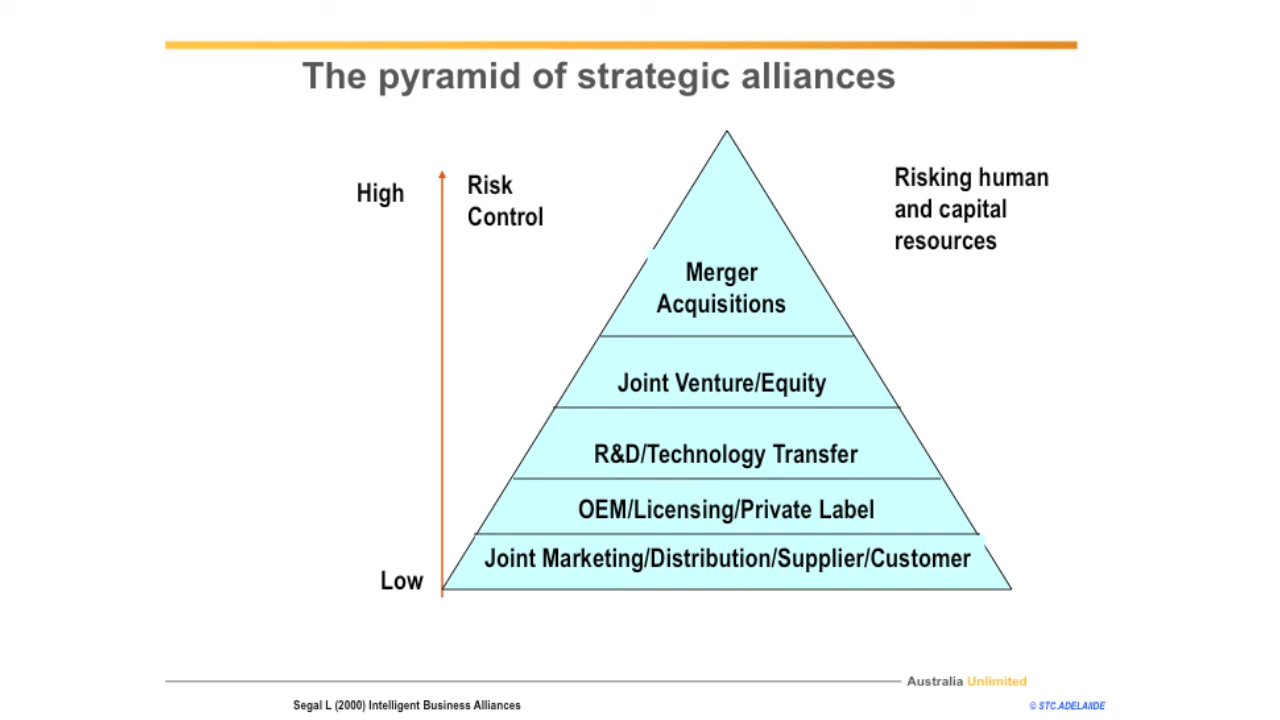 The pyramid of strategic alliances
High
Risk
Control
Risking human
and capital
resources
Merger
Acquisitions
Joint Venture/Equity
R&D/Technology Transfer
OEM/Licensing/Private Label
Joint Marketing/Distribution/Supplier/Customer
Low
Australia Unlimited
Segal L (2000) Intelligent Business Alliances
© STC.ADELAIIDE